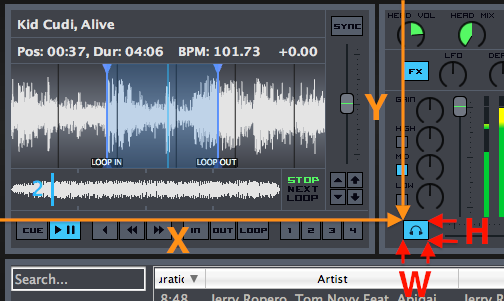 Kid Cudi, Alive
SYNC
HEAD VOL HEAD MIX
Pos: 00:37, Dur: 04:06 BPM: 101.73 +0.00
LFO
FX
GAIN
Y
HIGH
MID
LOW
LOOP IN LOOP OUT
2
STOP
NEXT
LOOP
CUE IN OUT LOOP 1 2 3 4
X
H
W
Search...
uratic ▼ Artist
8:48 Jerry Ropero, Tom Novy Feat. Abigai